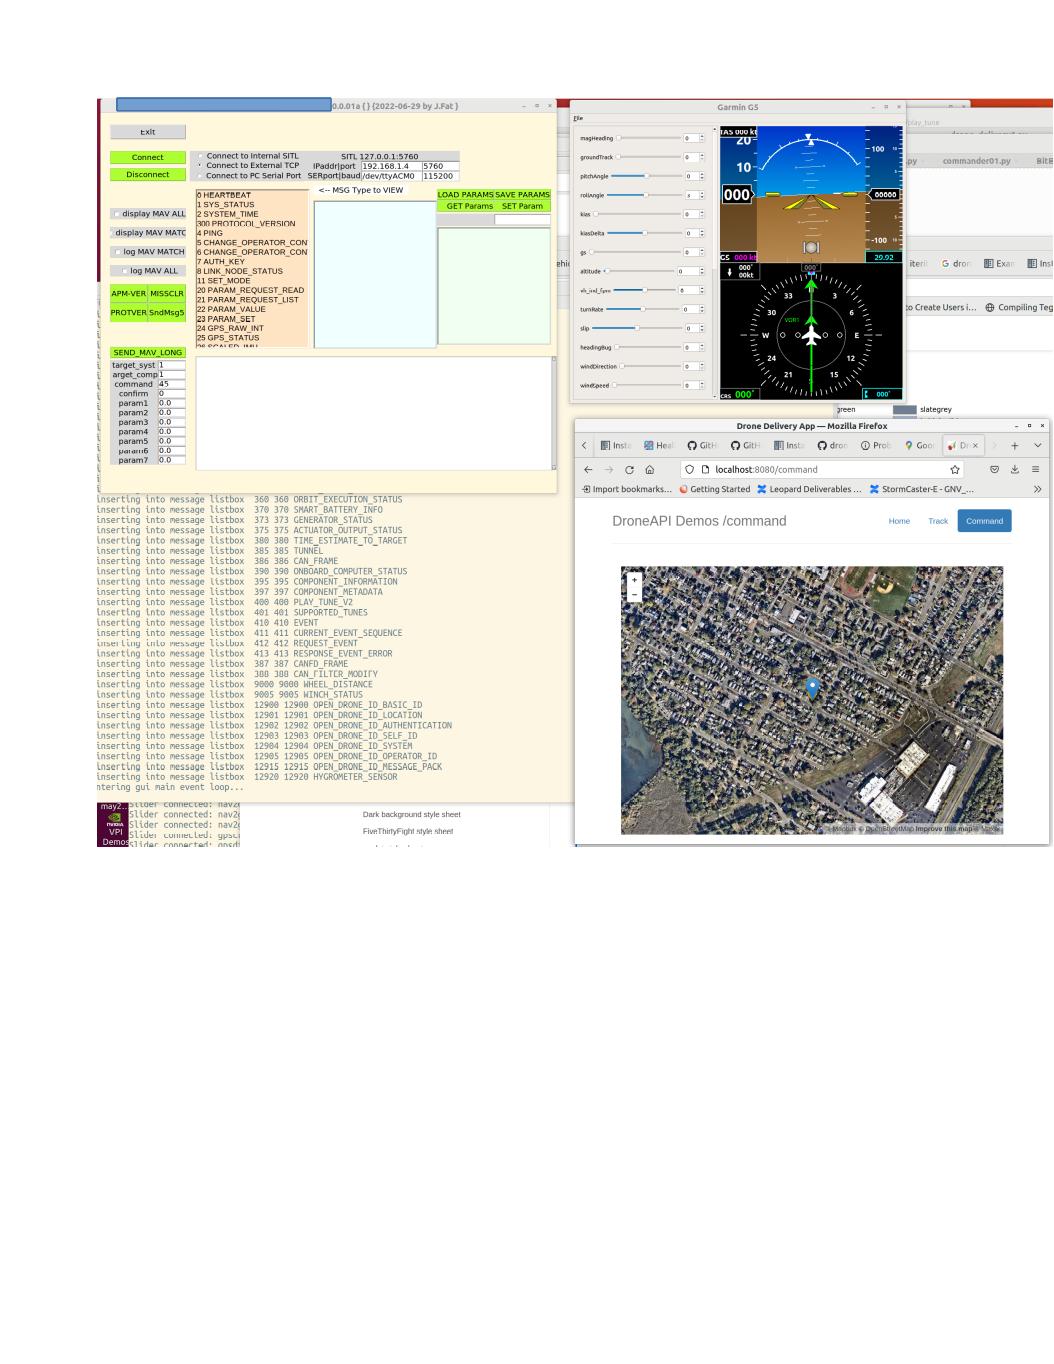 0.0.01a { } {2022-06-29 by J.Fat }
Exit
Connect
Disconnect
Connect to Internal SITL
SITL 127.0.0.1:5760
Connect to External TCP
IPaddr|port 192.168.1.4 5760
Connect to PC Serial Port
SERport|baud /dev/ttyACM0 115200
<-- MSG Type to VIEW
LOAD PARAMS SAVE PARAMS
GET Params SET Param
display MAV ALL
display MAV MATC
log MAV MATCH
log MAV ALL
APM-VER MISSCLR
PROTVER SndMsg5
0 HEARTBEAT
1 SYS_STATUS
2 SYSTEM_TIME
300 PROTOCOL_VERSION
4 PING
5 CHANGE_OPERATOR_CON
6 CHANGE_OPERATOR_CON
7 AUTH_KEY
8 LINK_NODE_STATUS
11 SET_MODE
20 PARAM_REQUEST_READ
21 PARAM_REQUEST_LIST
22 PARAM_VALUE
23 PARAM_SET
24 GPS_RAW_INT
25 GPS_STATUS
26 SCALED_IMU
SEND_MAV_LONG
target_syst 1
arget_comp 1
command 45
confirm 0
param1 0.0
param2 0.0
param3 0.0
param4 0.0
param5 0.0
param6 0.0
param7 0.0
inserting into message listbox 360 360 ORBIT_EXECUTION_STATUS
inserting into message listbox 370 370 SMART_BATTERY_INFO
inserting into message listbox 373 373 GENERATOR_STATUS
inserting into message listbox 375 375 ACTUATOR_OUTPUT_STATUS
inserting into message listbox 380 380 TIME_ESTIMATE_TO_TARGET
inserting into message listbox 385 385 TUNNEL
inserting into message listbox 386 386 CAN_FRAME
inserting into message listbox 390 390 ONBOARD_COMPUTER_STATUS
inserting into message listbox 395 395 COMPONENT_INFORMATION
inserting into message listbox 397 397 COMPONENT_METADATA
inserting into message listbox 400 400 PLAY_TUNE_V2
inserting into message listbox 401 401 SUPPORTED_TUNES
inserting into message listbox 410 410 EVENT
inserting into message listbox 411 411 CURRENT_EVENT_SEQUENCE
inserting into message listbox 412 412 REQUEST_EVENT
inserting into message listbox 413 413 RESPONSE_EVENT_ERROR
inserting into message listbox 387 387 CANFD_FRAME
inserting into message listbox 388 388 CAN_FILTER_MODIFY
inserting into message listbox 9000 9000 WHEEL_DISTANCE
inserting into message listbox 9005 9005 WINCH_STATUS
inserting into message listbox 12900 12900 OPEN_DRONE_ID_BASIC_ID
inserting into message listbox 12901 12901 OPEN_DRONE_ID_LOCATION
inserting into message listbox 12902 12902 OPEN_DRONE_ID_AUTHENTICATION
inserting into message listbox 12903 12903 OPEN_DRONE_ID_SELF_ID
inserting into message listbox 12904 12904 OPEN_DRONE_ID_SYSTEM
inserting into message listbox 12905 12905 OPEN_DRONE_ID_OPERATOR_ID
inserting into message listbox 12915 12915 OPEN_DRONE_ID_MESSAGE_PACK
inserting into message listbox 12920 12920 HYGROMETER_SENSOR
ntering gui main event loop...
may2...
NVIDIA
VPI
Demos
Slider connected: nav2
Slider connected: nav2
Slider connected: gpsd
Dark background style sheet
FiveThirtyEight style sheet
Garmin G5
File
magHeading 0
groundTrack 0
pitchAngle 0
rollAngle
kias 0
kiasDelta 0
gs 0
altitude 0
turnRate 0
slip 0
headingBug 0
windDirection 0
windSpeed 0
TAS 000 kt
20
10
000
GS 000 kt
100
00000
-100
29.92
000°
00kt
000°
33
3
30
6
W
E
24
12
21
15
S
VOR1
CRS 000°
000°
/play_tune
.py
commander01.py
BitB
iteri
dron
Exan
Inst
to Create Users i...
Compiling Teg
green
slategrey
Drone Delivery App — Mozilla Firefox
Insta
Heal
GitH
GitH
Insta
dron
Prob
Goo
Dr
localhost:8080/command
Import bookmarks...
Getting Started
Leopard Deliverables ...
StormCaster-E - GNV_...
DroneAPI Demos /command
Home
Track
Command
+
−
© Mapbox © OpenStreetMap Improve this map